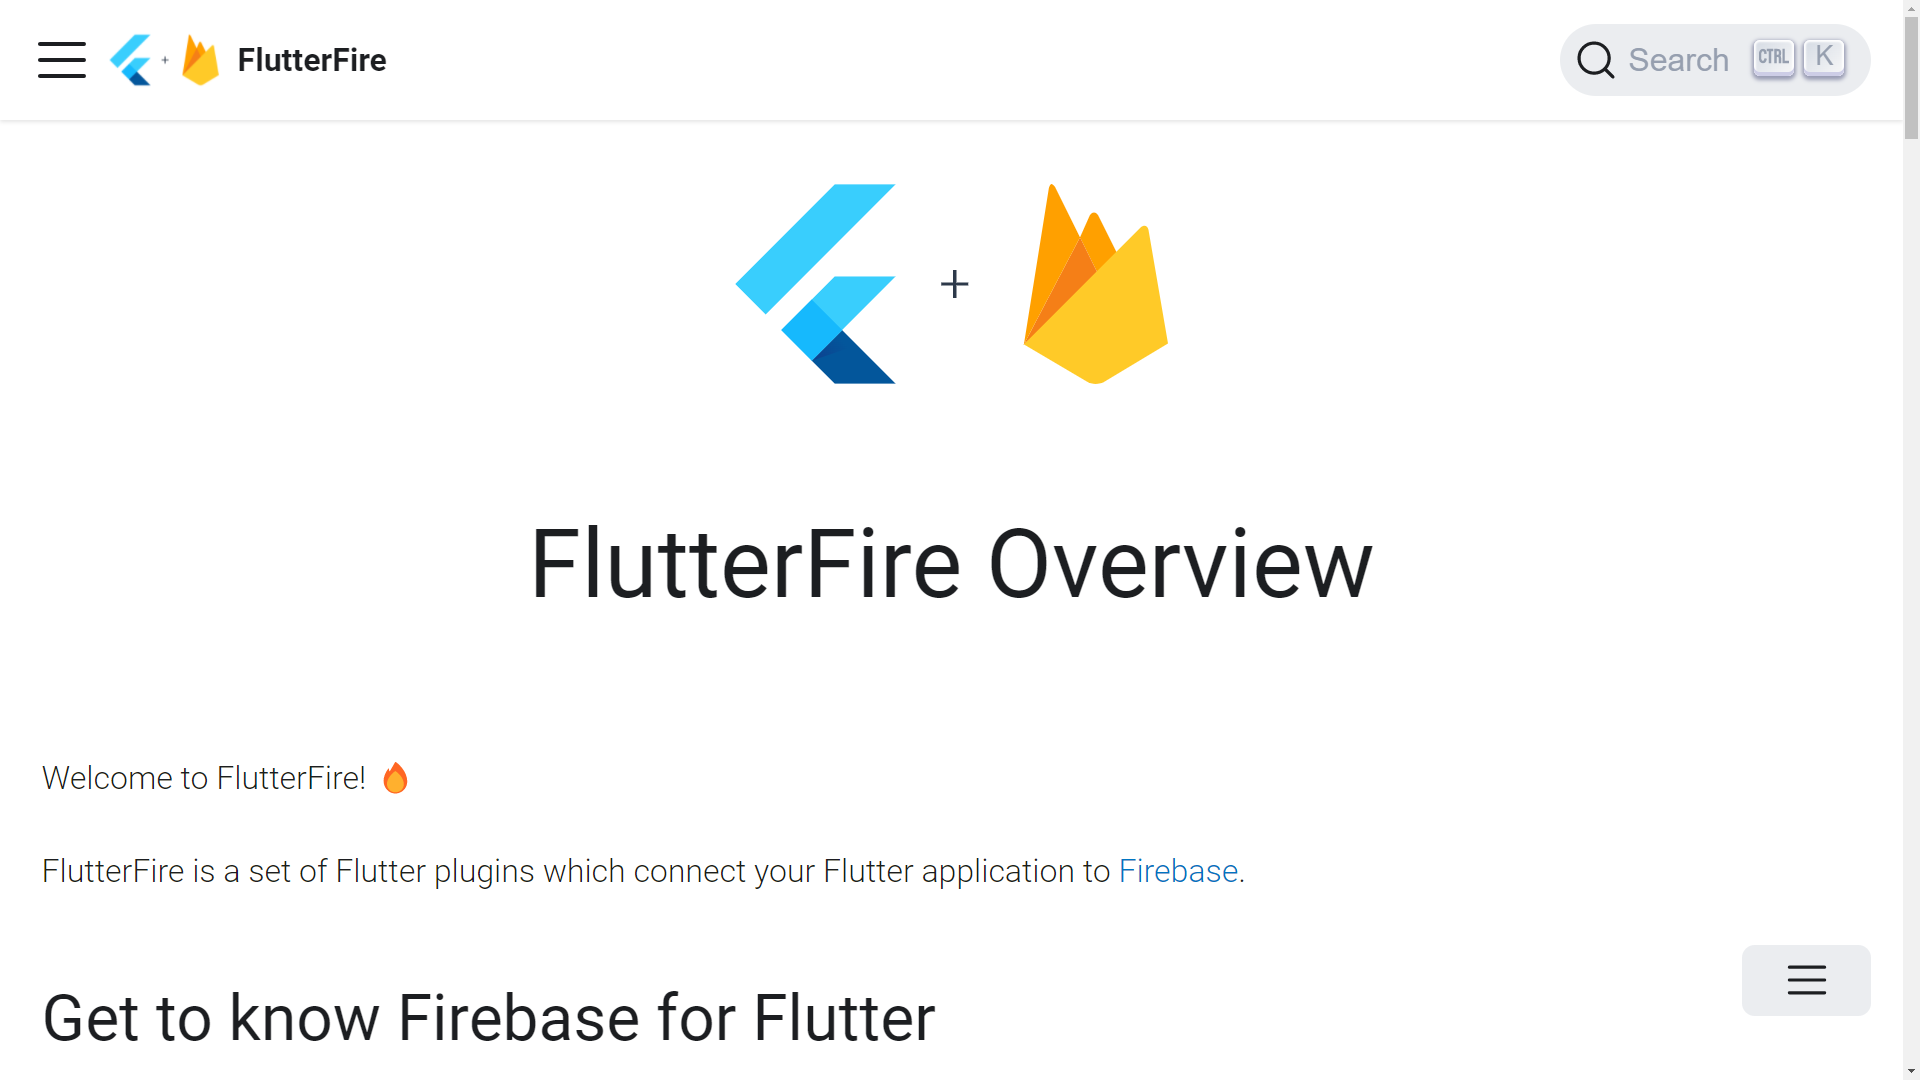 FlutterFire
Search CTRL K
+
FlutterFire Overview
Welcome to FlutterFire! 🔥
FlutterFire is a set of Flutter plugins which connect your Flutter application to Firebase.
Get to know Firebase for Flutter